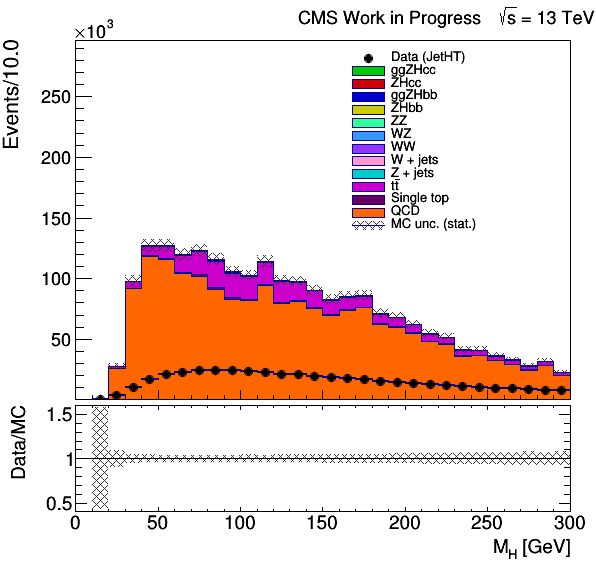 CMS Work in Progress √s = 13 TeV
×10³
Events/10.0
250
200
150
100
50
Data (JetHT)
ggZHcc
ZHcc
ggZHbb
ZHbb
ZZ
WZ
WW
W + jets
Z + jets
tt̄
Single top
QCD
MC unc. (stat.)
Data/MC
1.5
1
0.5
0 50 100 150 200 250 300
M_H [GeV]